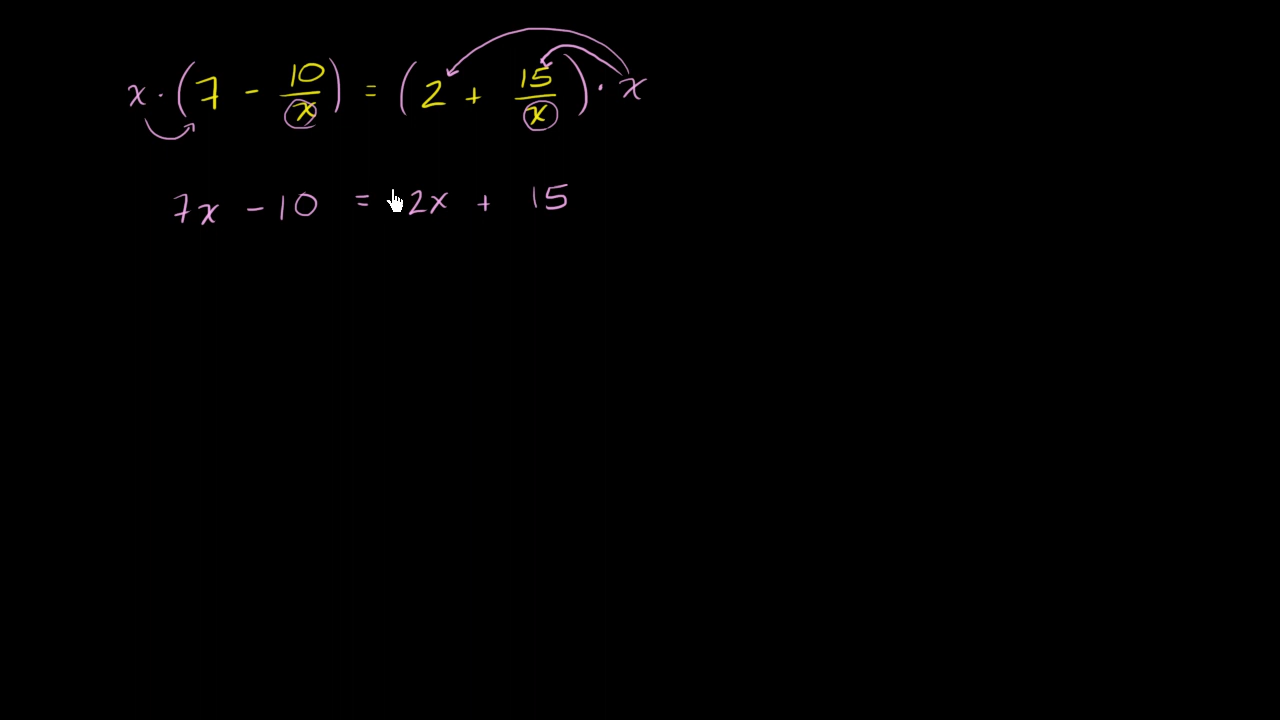 x · (7 - 10/x) = (2 + 15/x) · x
7x - 10 = 2x + 15